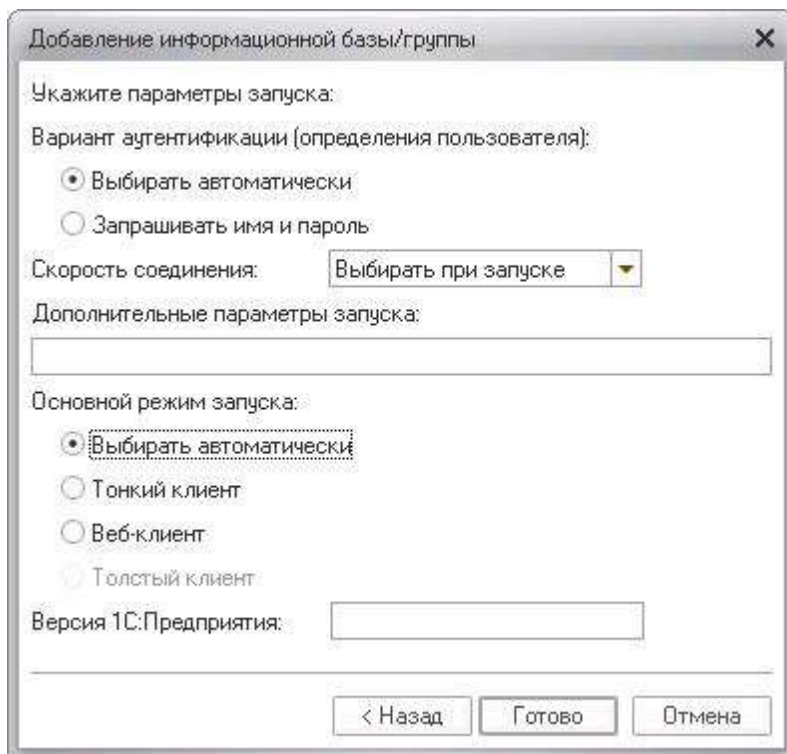 Добавление информационной базы/группы
Укажите параметры запуска:
Вариант аутентификации (определения пользователя):
Выбирать автоматически
Запрашивать имя и пароль
Скорость соединения: Выбирать при запуске
Дополнительные параметры запуска:
Основной режим запуска:
Выбирать автоматически
Тонкий клиент
Веб-клиент
Толстый клиент
Версия 1С:Предприятия:
< Назад Готово Отмена